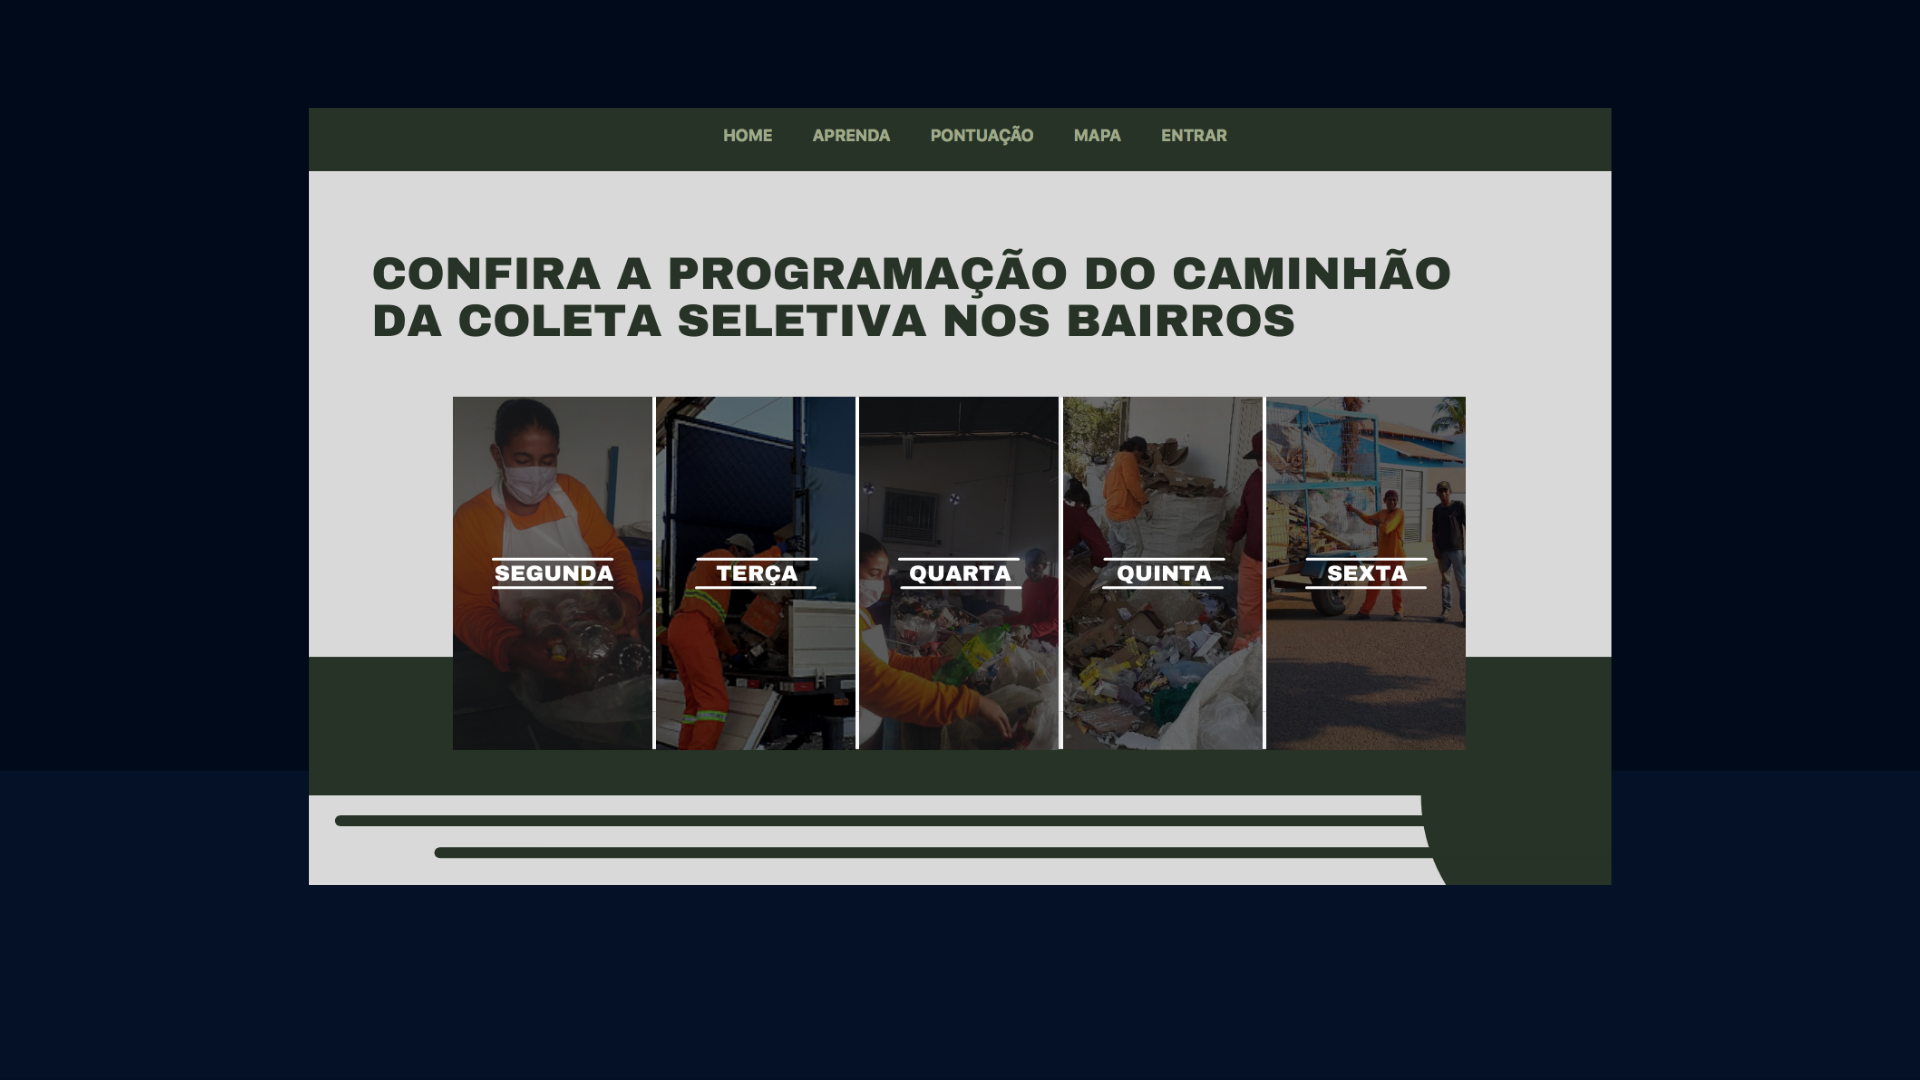 HOME APRENDA PONTUAÇÃO MAPA ENTRAR
CONFIRA A PROGRAMAÇÃO DO CAMINHÃO
DA COLETA SELETIVA NOS BAIRROS
SEGUNDA TERÇA QUARTA QUINTA SEXTA